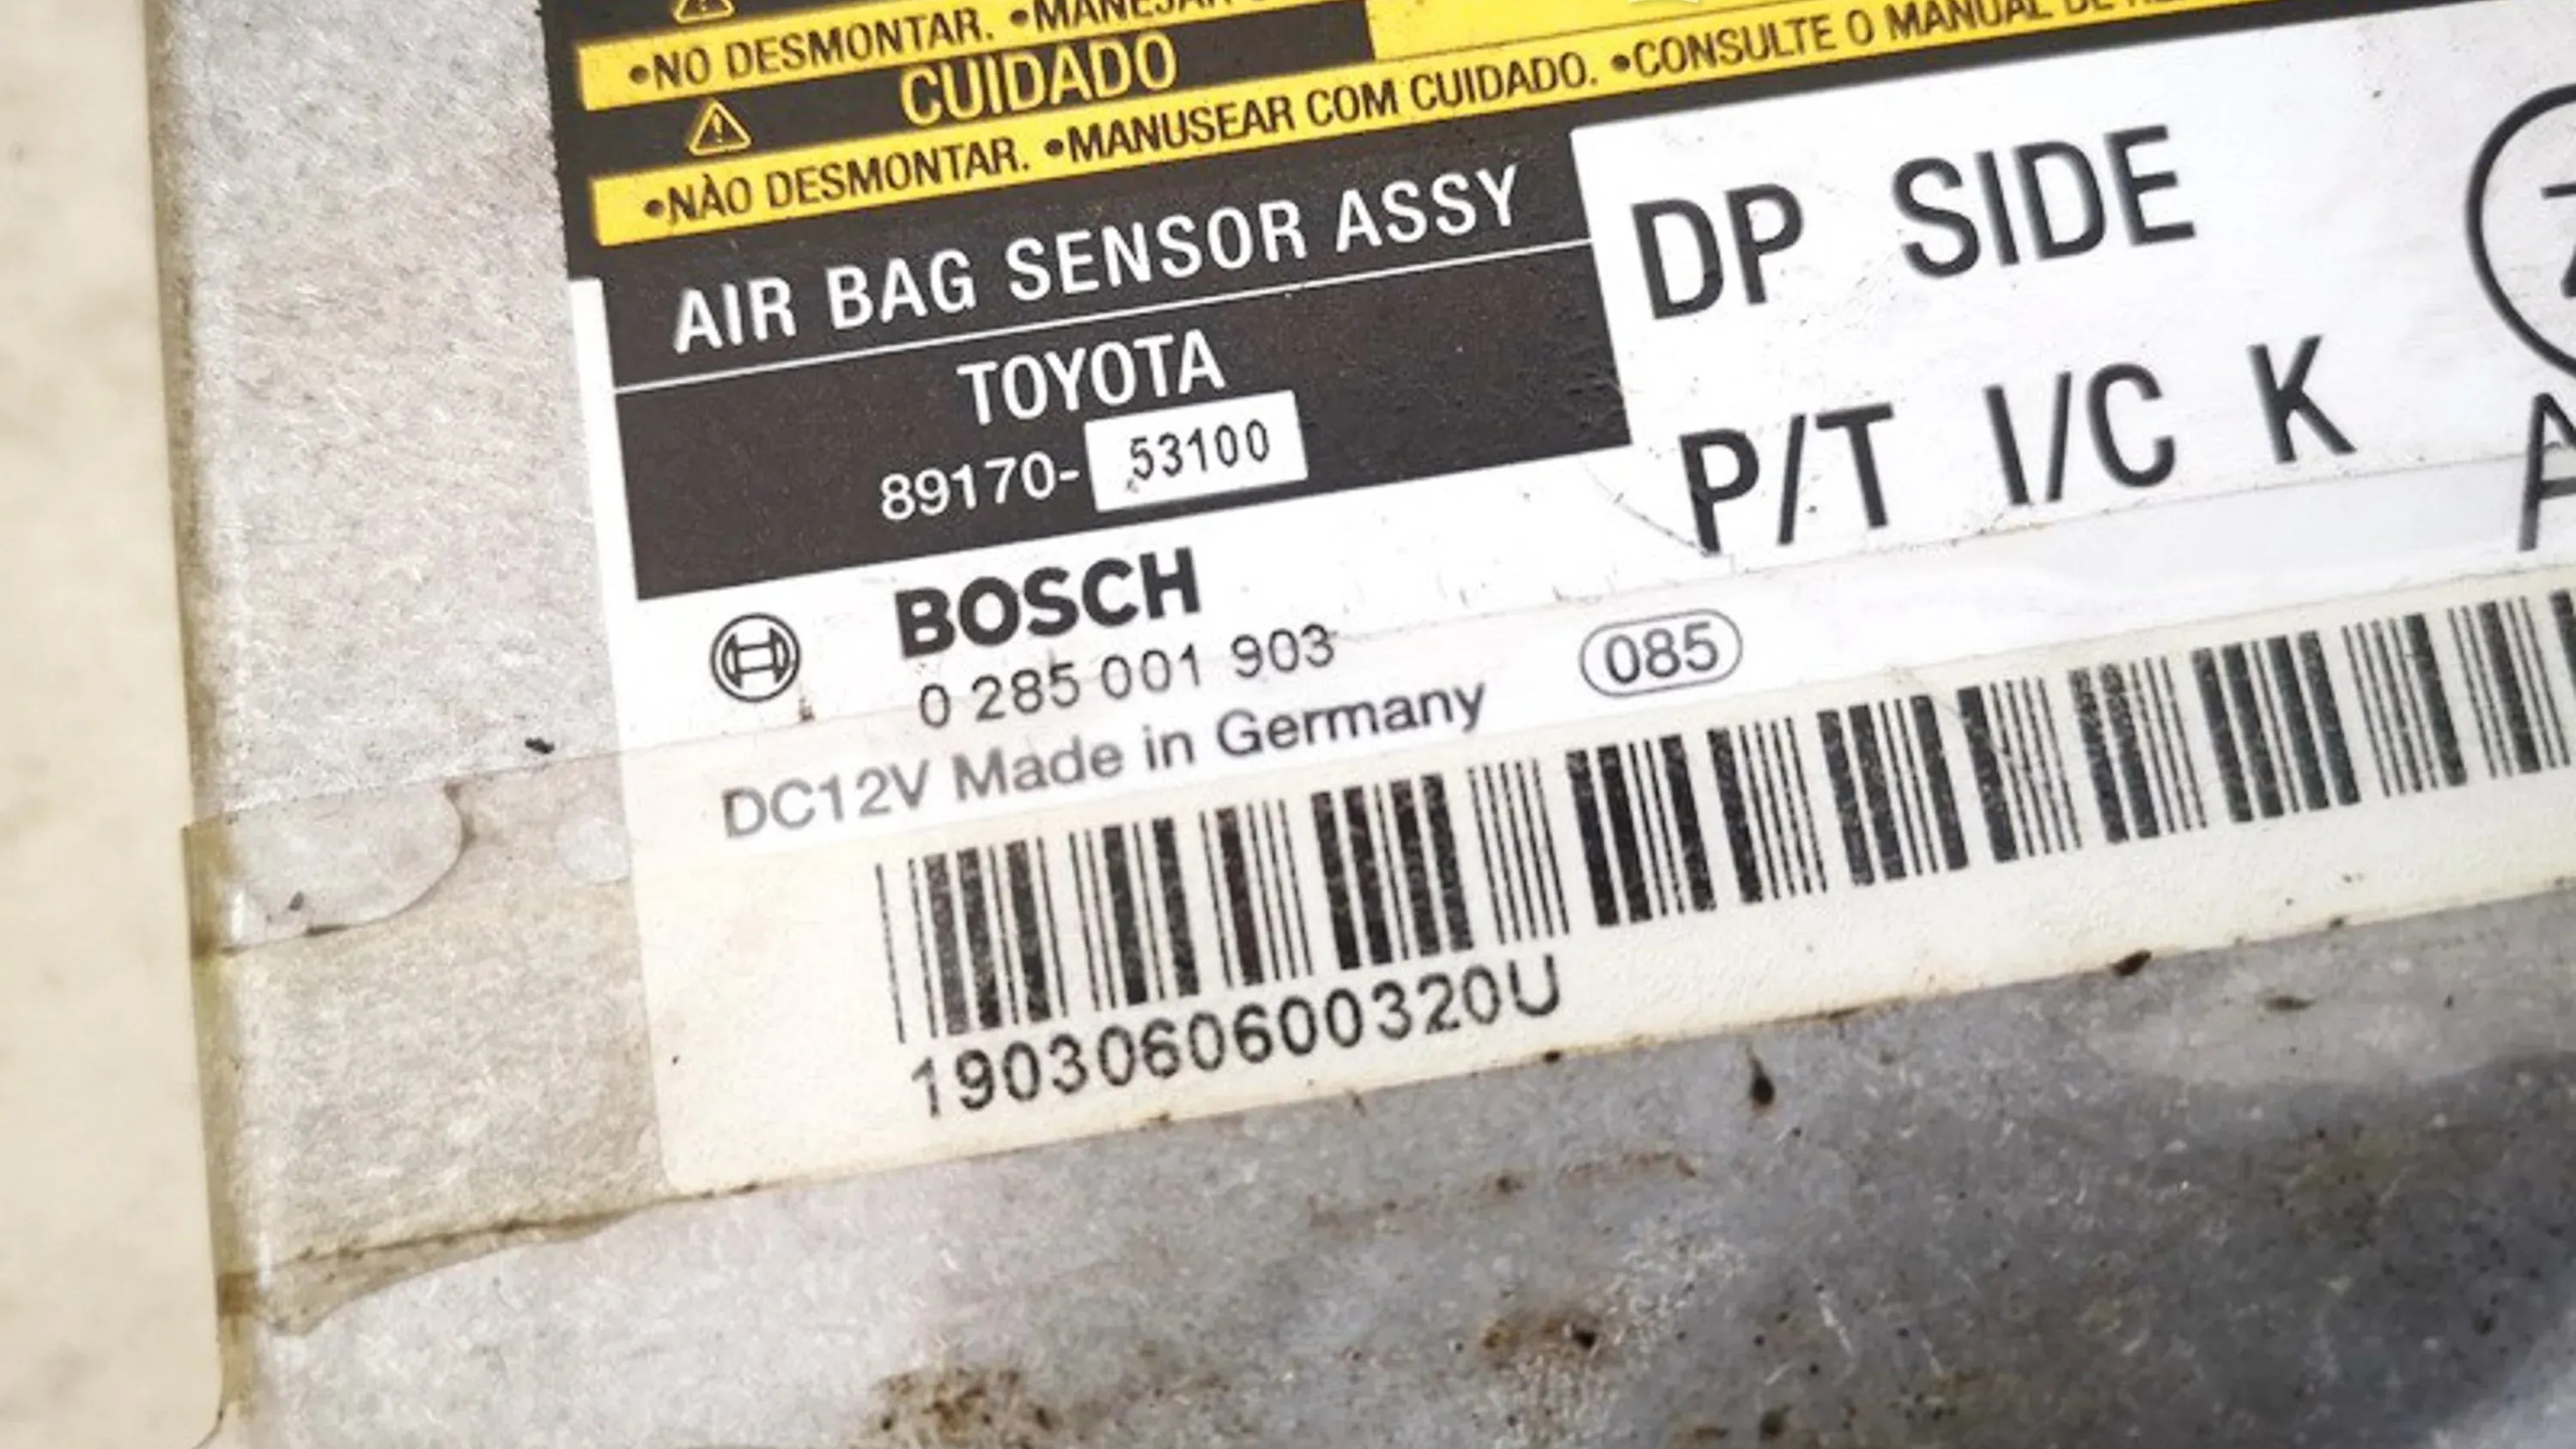 •NO DESMONTAR. •MANEJAR
CUIDADO
•NÀO DESMONTAR. •MANUSEAR COM CUIDADO. •CONSULTE O MANUAL DE
AIR BAG SENSOR ASSY
TOYOTA
89170- 53100
DP SIDE
P/T I/C K
A
BOSCH
0 285 001 903
085
DC12V Made in Germany
1903060600320U